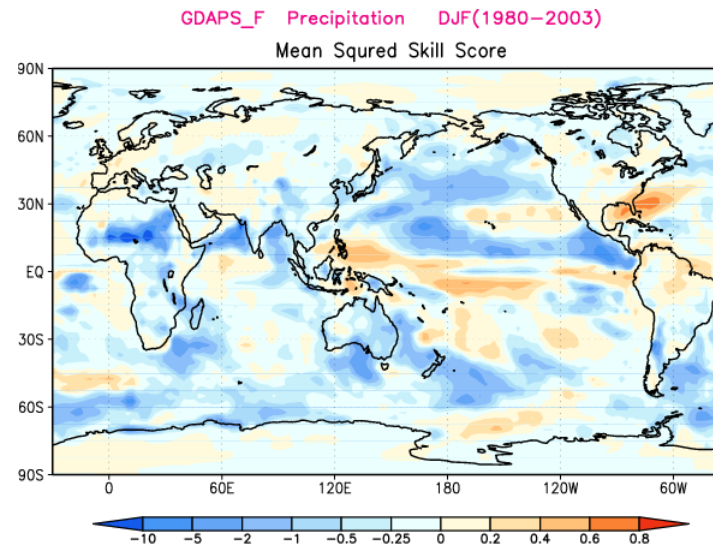 GDAPS_F Precipitation DJF(1980-2003)
Mean Squred Skill Score
90N
60N
30N
EQ
30S
60S
90S
0 60E 120E 180 120W 60W
-10 -5 -2 -1 -0.5 -0.25 0 0.2 0.4 0.6 0.8